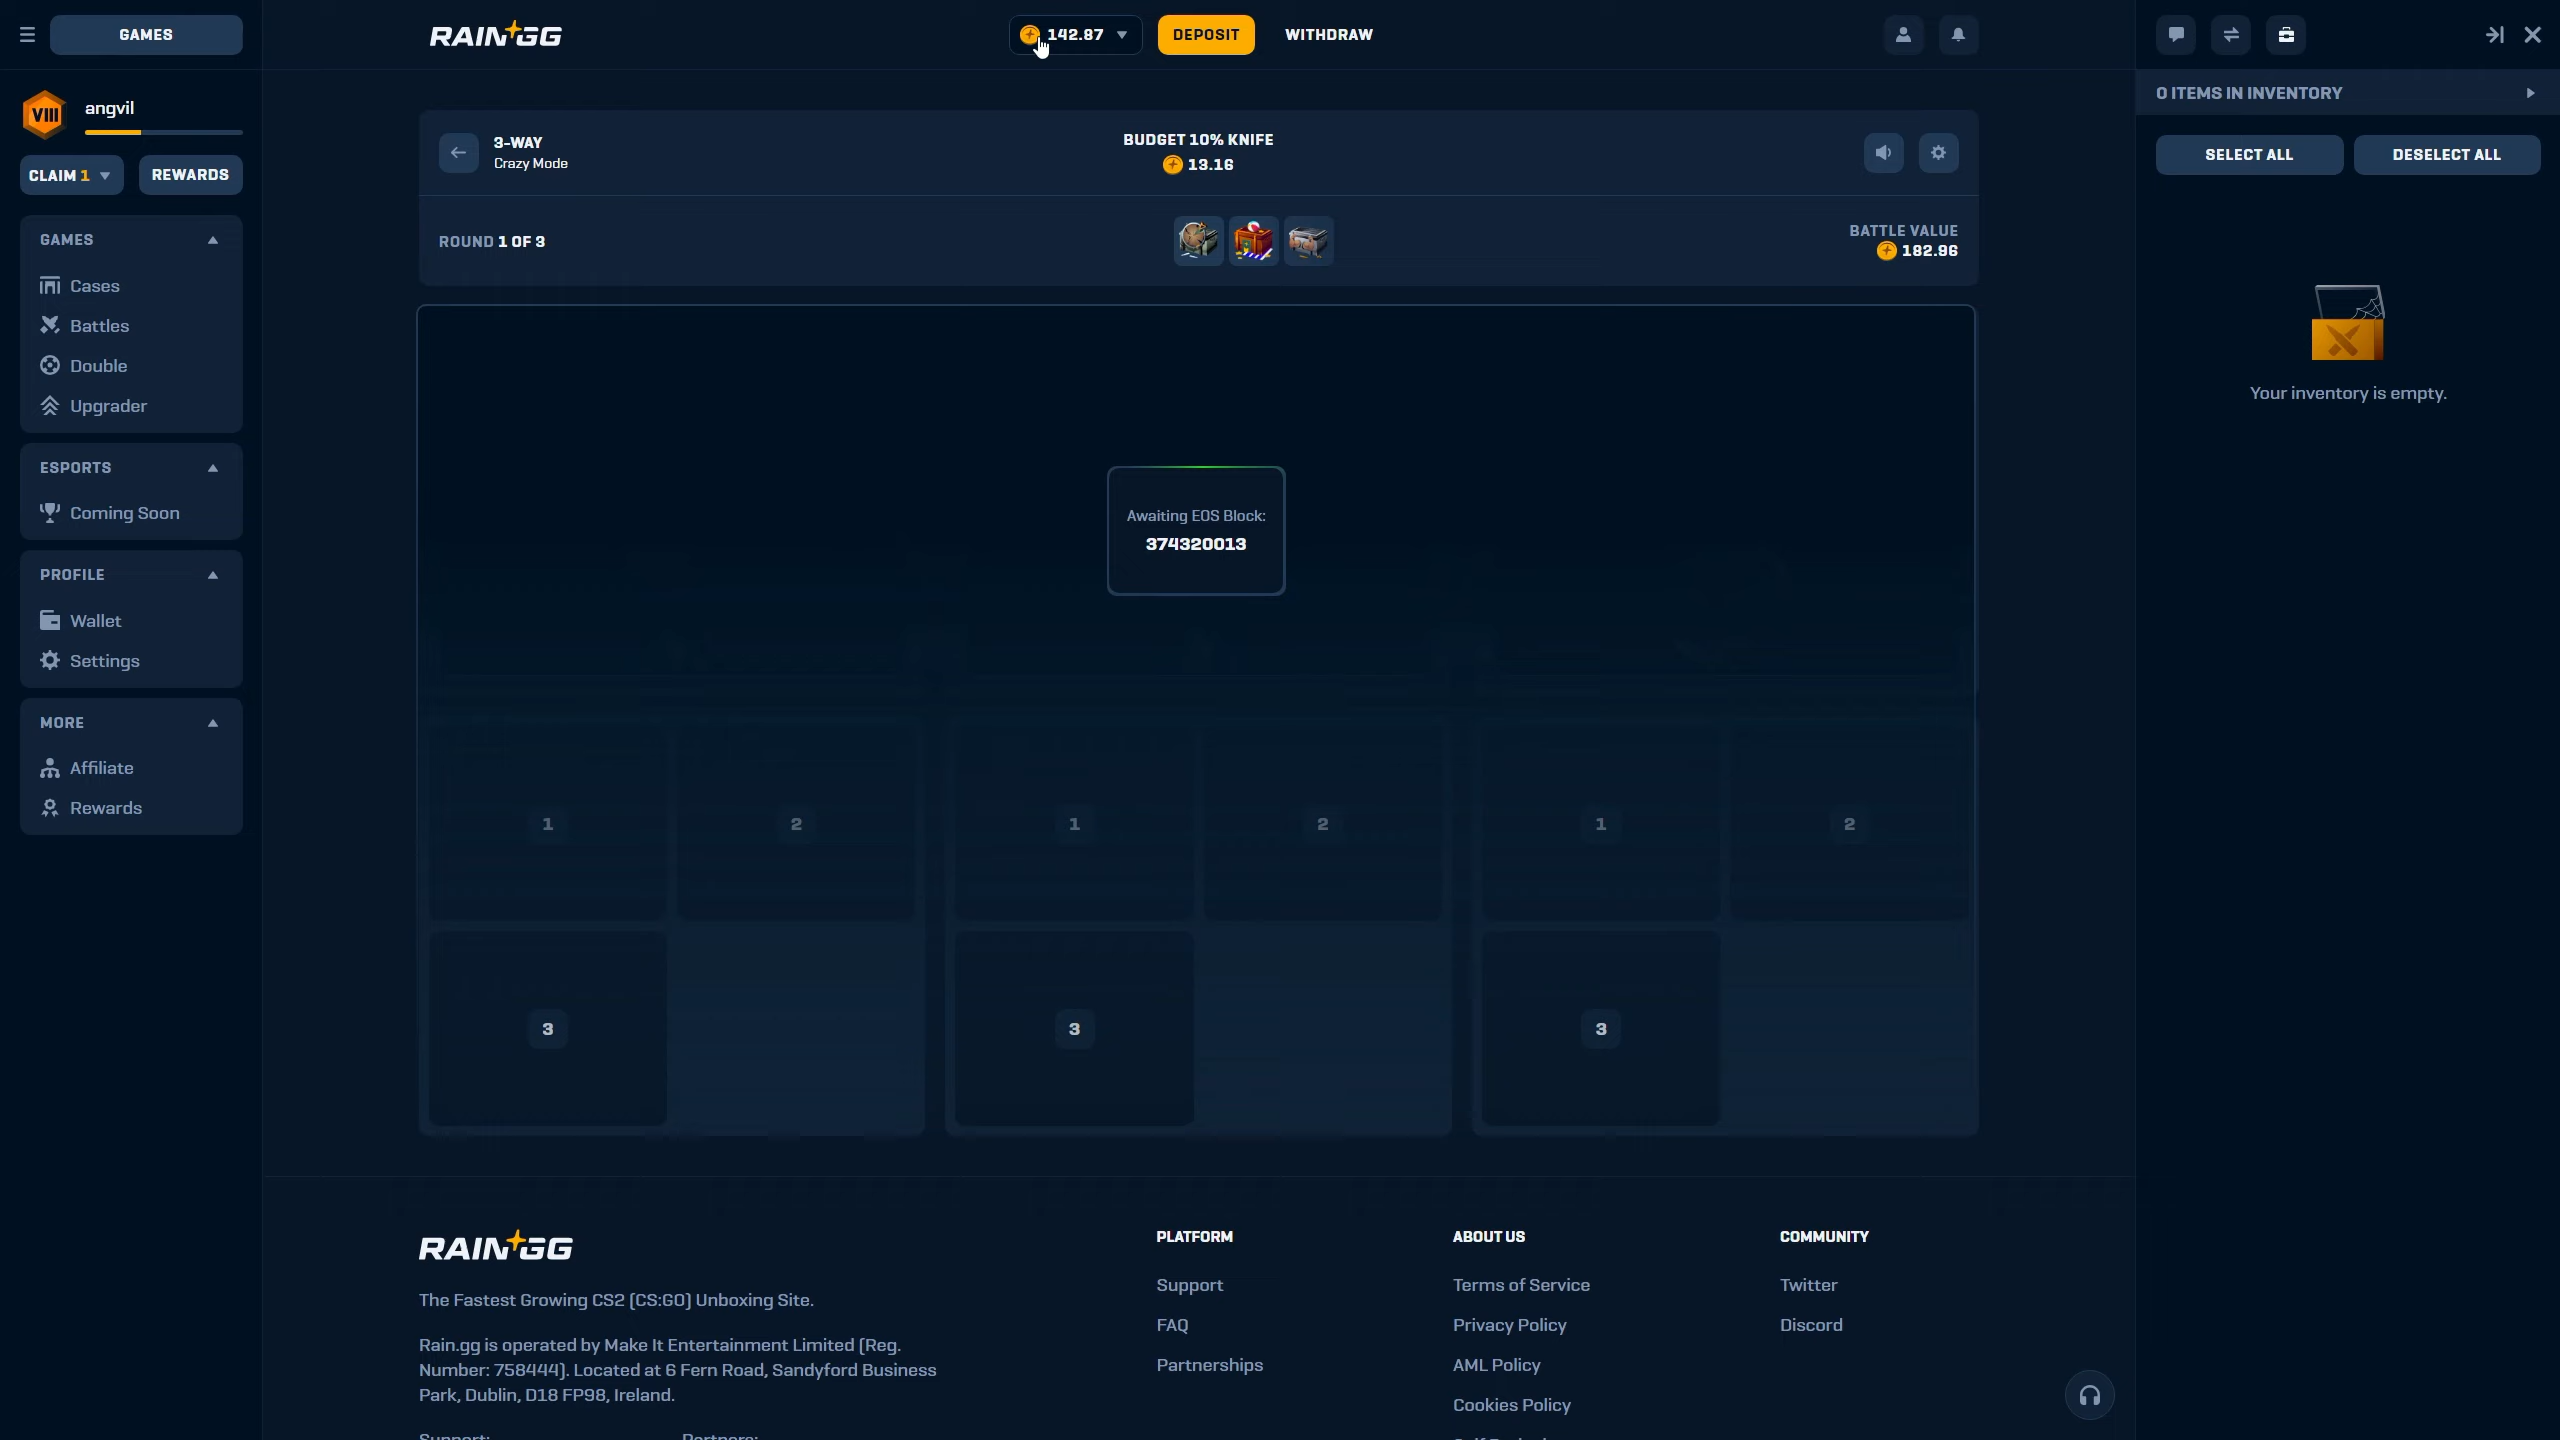 GAMES
RAIN GG
142.87
DEPOSIT
WITHDRAW
VIII
angvil
CLAIM 1
REWARDS
GAMES
Cases
Battles
Double
Upgrader
ESPORTS
Coming Soon
PROFILE
Wallet
Settings
MORE
Affiliate
Rewards
3-WAY
Crazy Mode
BUDGET 10% KNIFE
13.16
ROUND 1 OF 3
BATTLE VALUE
182.96
Awaiting EOS Block:
374320013
1
2
1
2
1
2
3
3
3
0 ITEMS IN INVENTORY
SELECT ALL
DESELECT ALL
Your inventory is empty.
RAIN GG
The Fastest Growing CS2 (CS:GO) Unboxing Site.
Rain.gg is operated by Make It Entertainment Limited (Reg.
Number: 758444). Located at 6 Fern Road, Sandyford Business
Park, Dublin, D18 FP98, Ireland.
Support:
Partners:
PLATFORM
Support
FAQ
Partnerships
ABOUT US
Terms of Service
Privacy Policy
AML Policy
Cookies Policy
COMMUNITY
Twitter
Discord